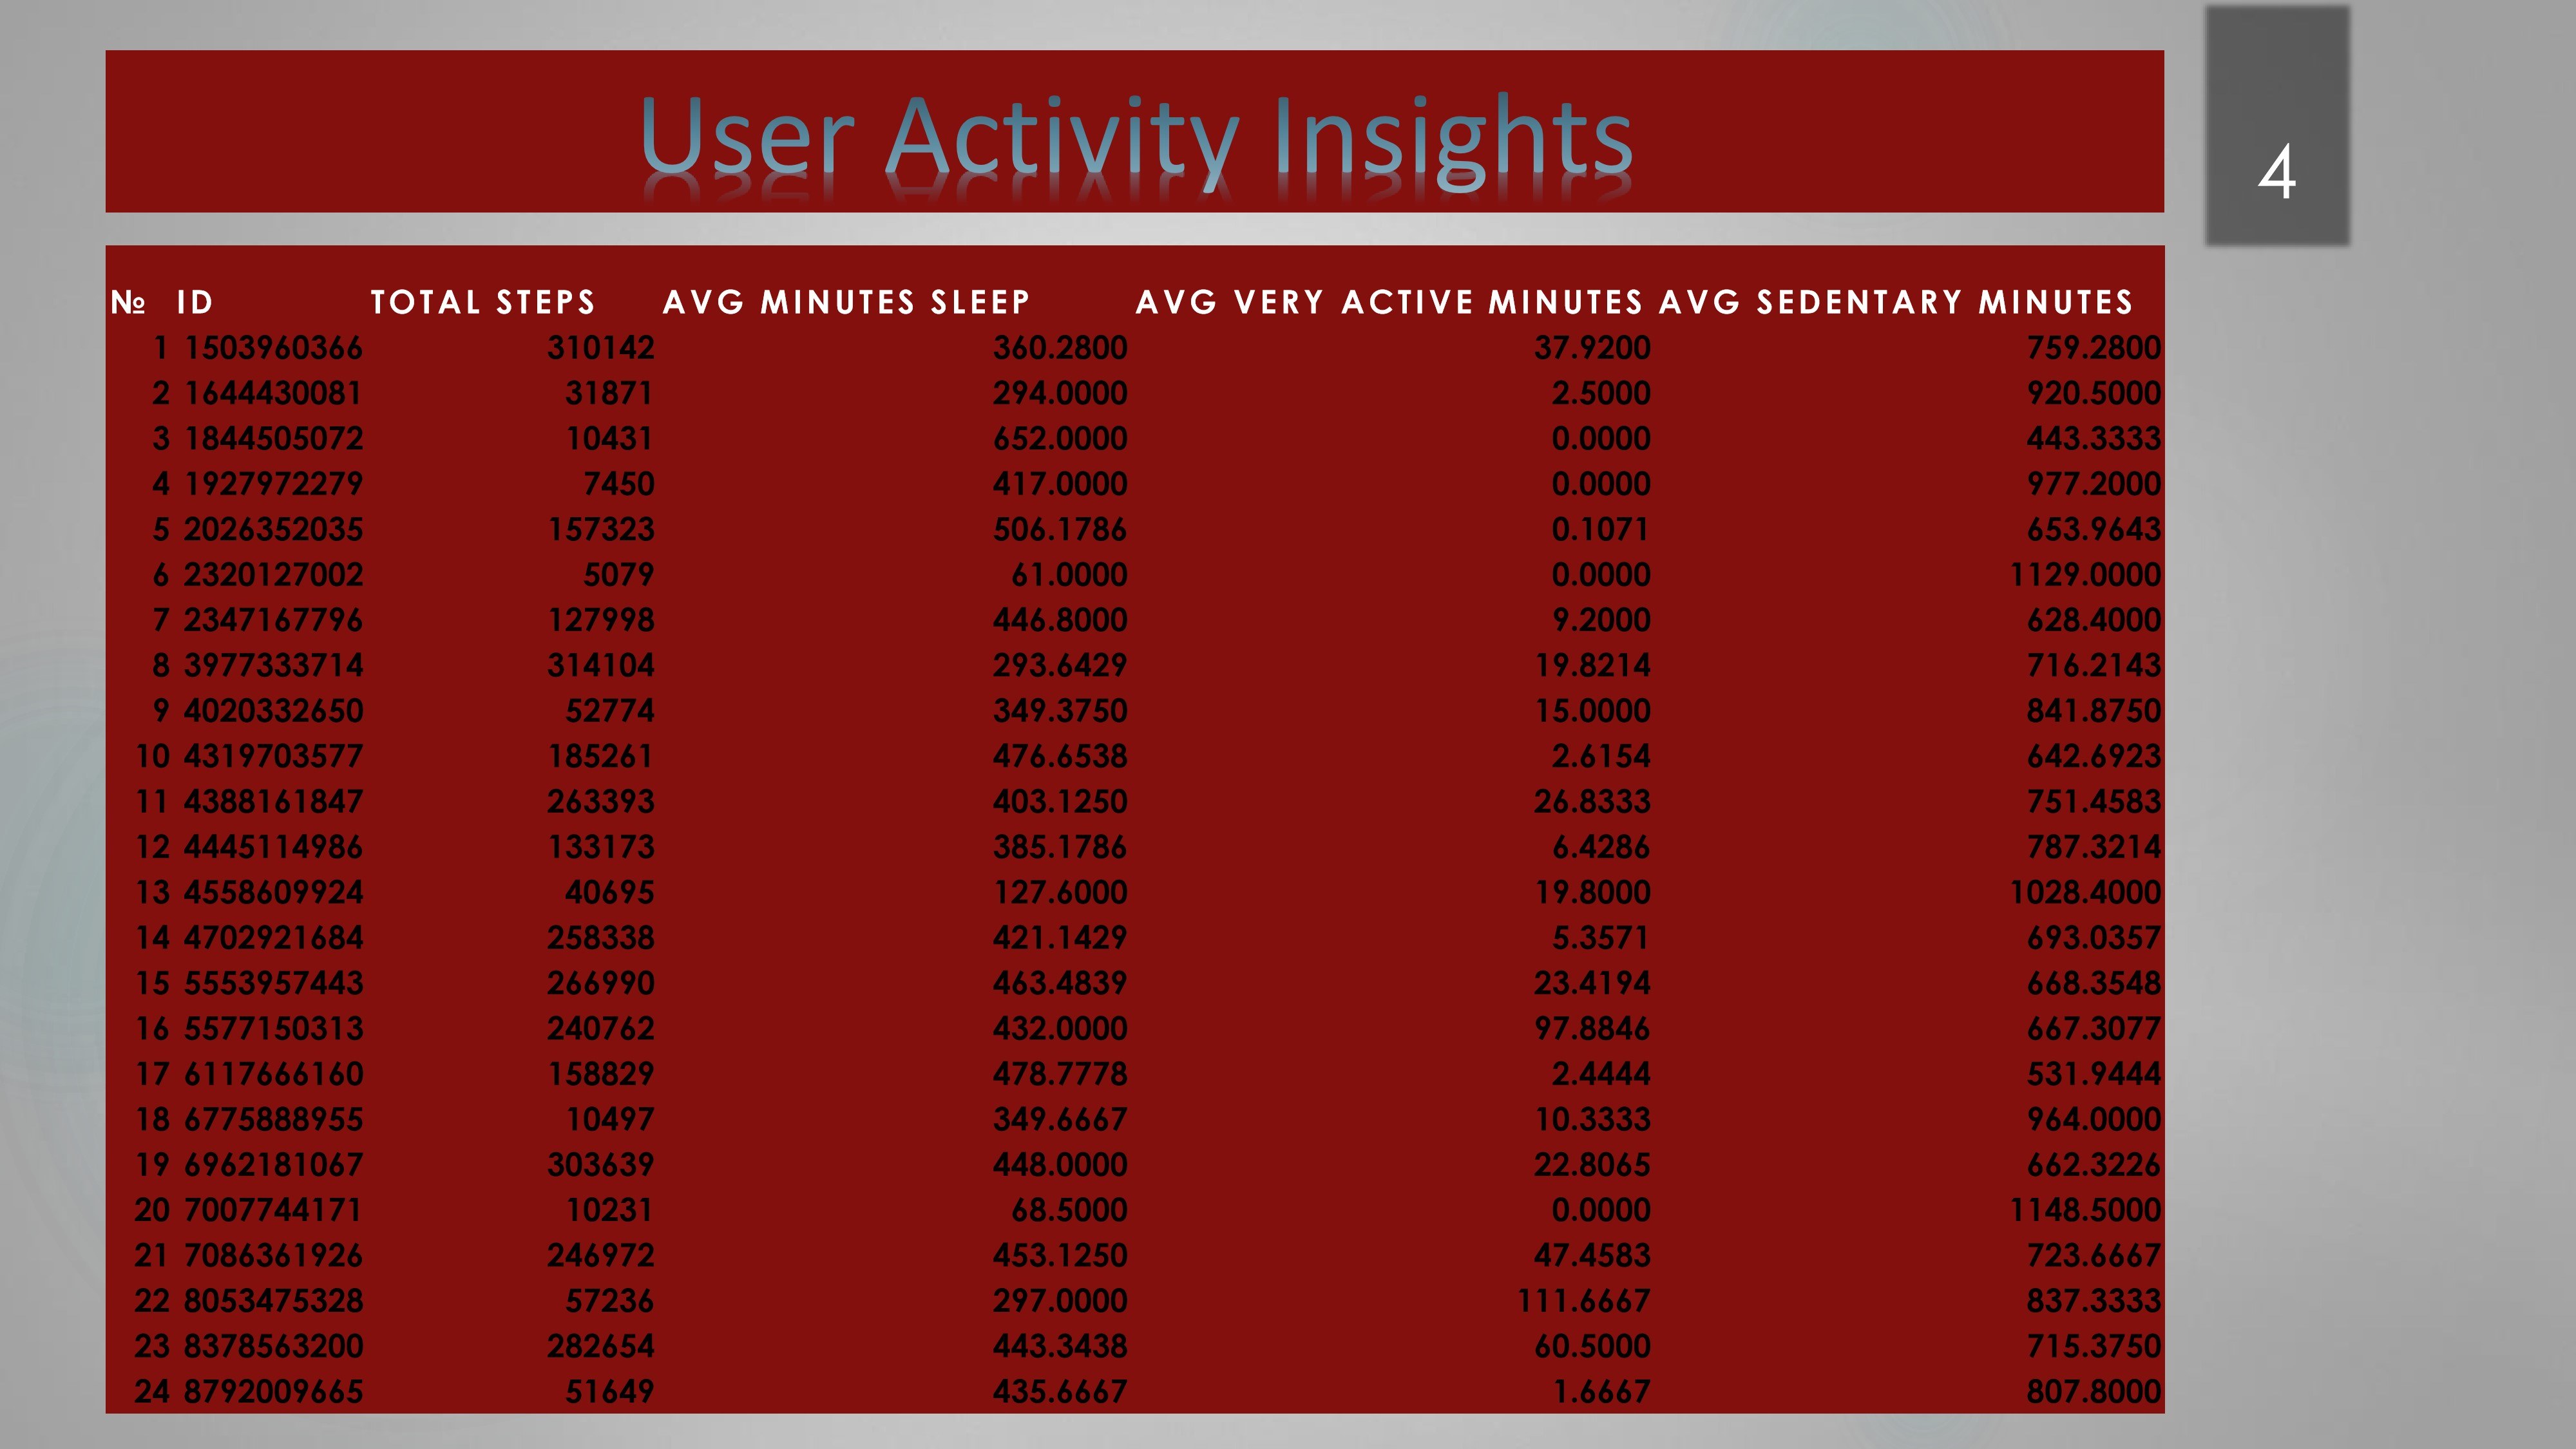 User Activity Insights
4
№ ID TOTAL STEPS AVG MINUTES SLEEP AVG VERY ACTIVE MINUTES AVG SEDENTARY MINUTES
1 1503960366 310142 360.2800 37.9200 759.2800
2 1644430081 31871 294.0000 2.5000 920.5000
3 1844505072 10431 652.0000 0.0000 443.3333
4 1927972279 7450 417.0000 0.0000 977.2000
5 2026352035 157323 506.1786 0.1071 653.9643
6 2320127002 5079 61.0000 0.0000 1129.0000
7 2347167796 127998 446.8000 9.2000 628.4000
8 3977333714 314104 293.6429 19.8214 716.2143
9 4020332650 52774 349.3750 15.0000 841.8750
10 4319703577 185261 476.6538 2.6154 642.6923
11 4388161847 263393 403.1250 26.8333 751.4583
12 4445114986 133173 385.1786 6.4286 787.3214
13 4558609924 40695 127.6000 19.8000 1028.4000
14 4702921684 258338 421.1429 5.3571 693.0357
15 5553957443 266990 463.4839 23.4194 668.3548
16 5577150313 240762 432.0000 97.8846 667.3077
17 6117666160 158829 478.7778 2.4444 531.9444
18 6775888955 10497 349.6667 10.3333 964.0000
19 6962181067 303639 448.0000 22.8065 662.3226
20 7007744171 10231 68.5000 0.0000 1148.5000
21 7086361926 246972 453.1250 47.4583 723.6667
22 8053475328 57236 297.0000 111.6667 837.3333
23 8378563200 282654 443.3438 60.5000 715.3750
24 8792009665 51649 435.6667 1.6667 807.8000